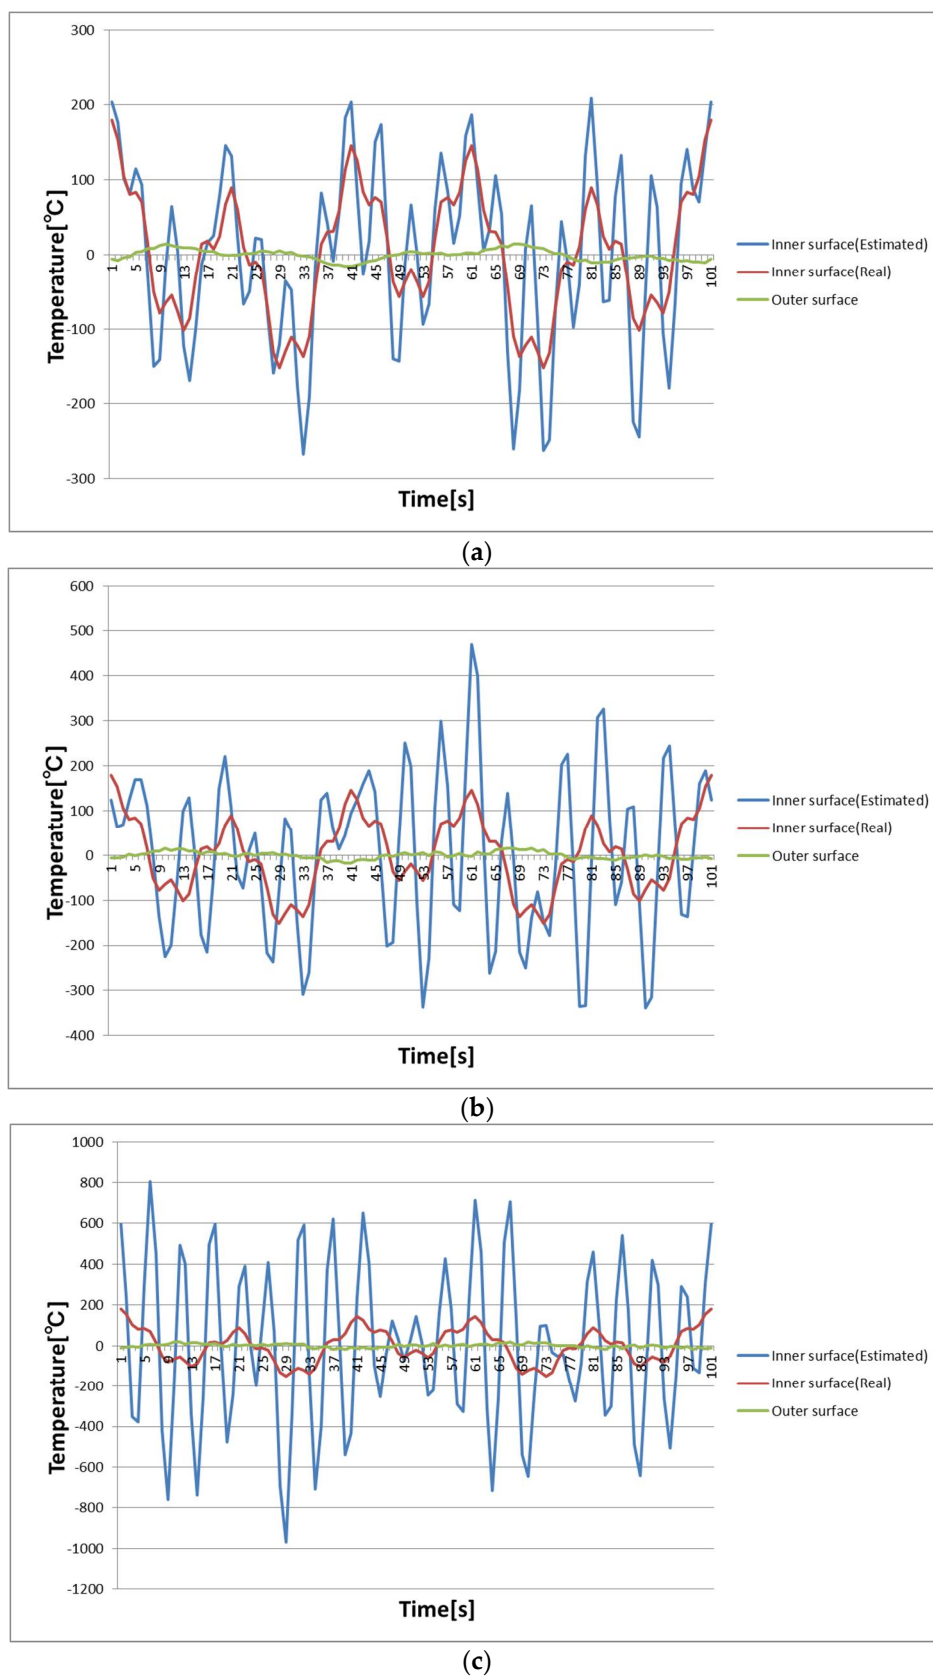 300
200
100
0
-100
-200
-300
Temperature[℃]
1 5 9 13 17 21 25 29 33 37 41 45 49 53 57 61 65 69 73 77 81 85 89 93 97 101
Time[s]
Inner surface(Estimated)
Inner surface(Real)
Outer surface
(a)
600
500
400
300
200
100
0
-100
-200
-300
-400
Temperature[℃]
1 5 9 13 17 21 25 29 33 37 41 45 49 53 57 61 65 69 73 77 81 85 89 93 97 101
Time[s]
Inner surface(Estimated)
Inner surface(Real)
Outer surface
(b)
1000
800
600
400
200
0
-200
-400
-600
-800
-1000
-1200
Temperature[℃]
1 5 9 13 17 21 25 29 33 37 41 45 49 53 57 61 65 69 73 77 81 85 89 93 97 101
Time[s]
Inner surface(Estimated)
Inner surface(Real)
Outer surface
(c)